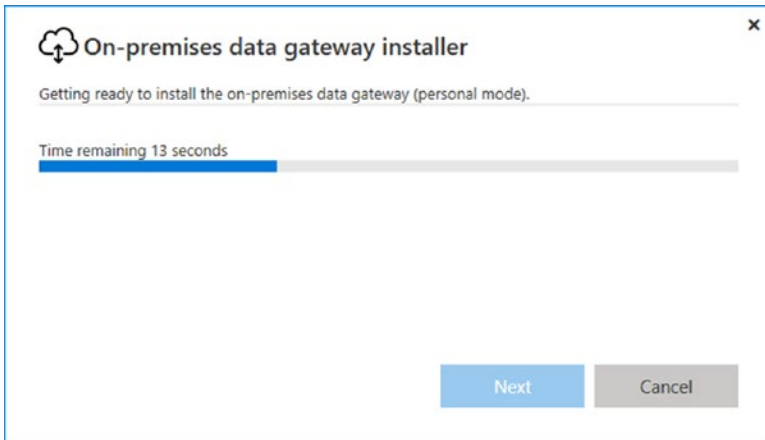 On-premises data gateway installer
Getting ready to install the on-premises data gateway (personal mode).
Time remaining 13 seconds
Next
Cancel